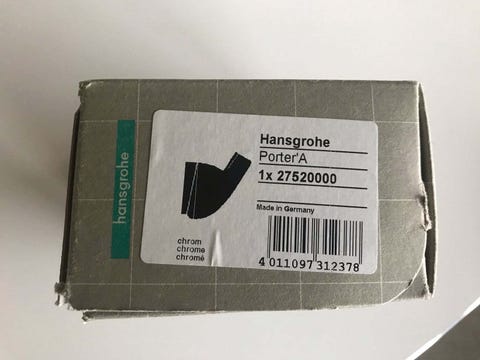 hansgrohe
Hansgrohe
Porter'A
1x 27520000
Made in Germany
chrom
chrome
chromé
4 011097 312378